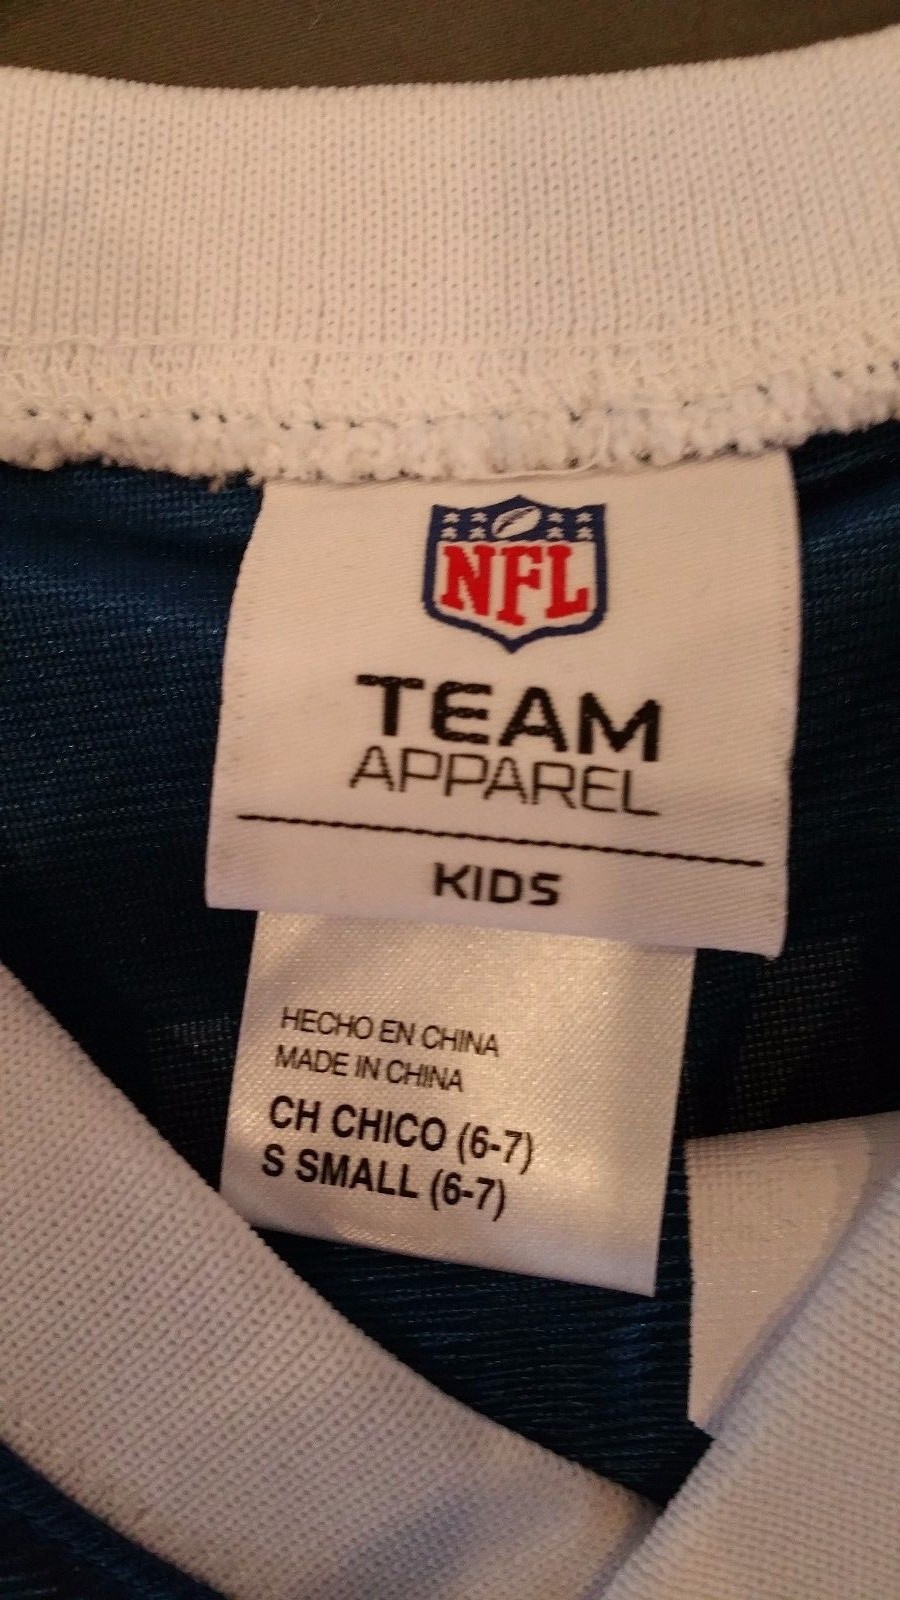 NFL
TEAM
APPAREL
KIDS
HECHO EN CHINA
MADE IN CHINA
CH CHICO (6-7)
S SMALL (6-7)